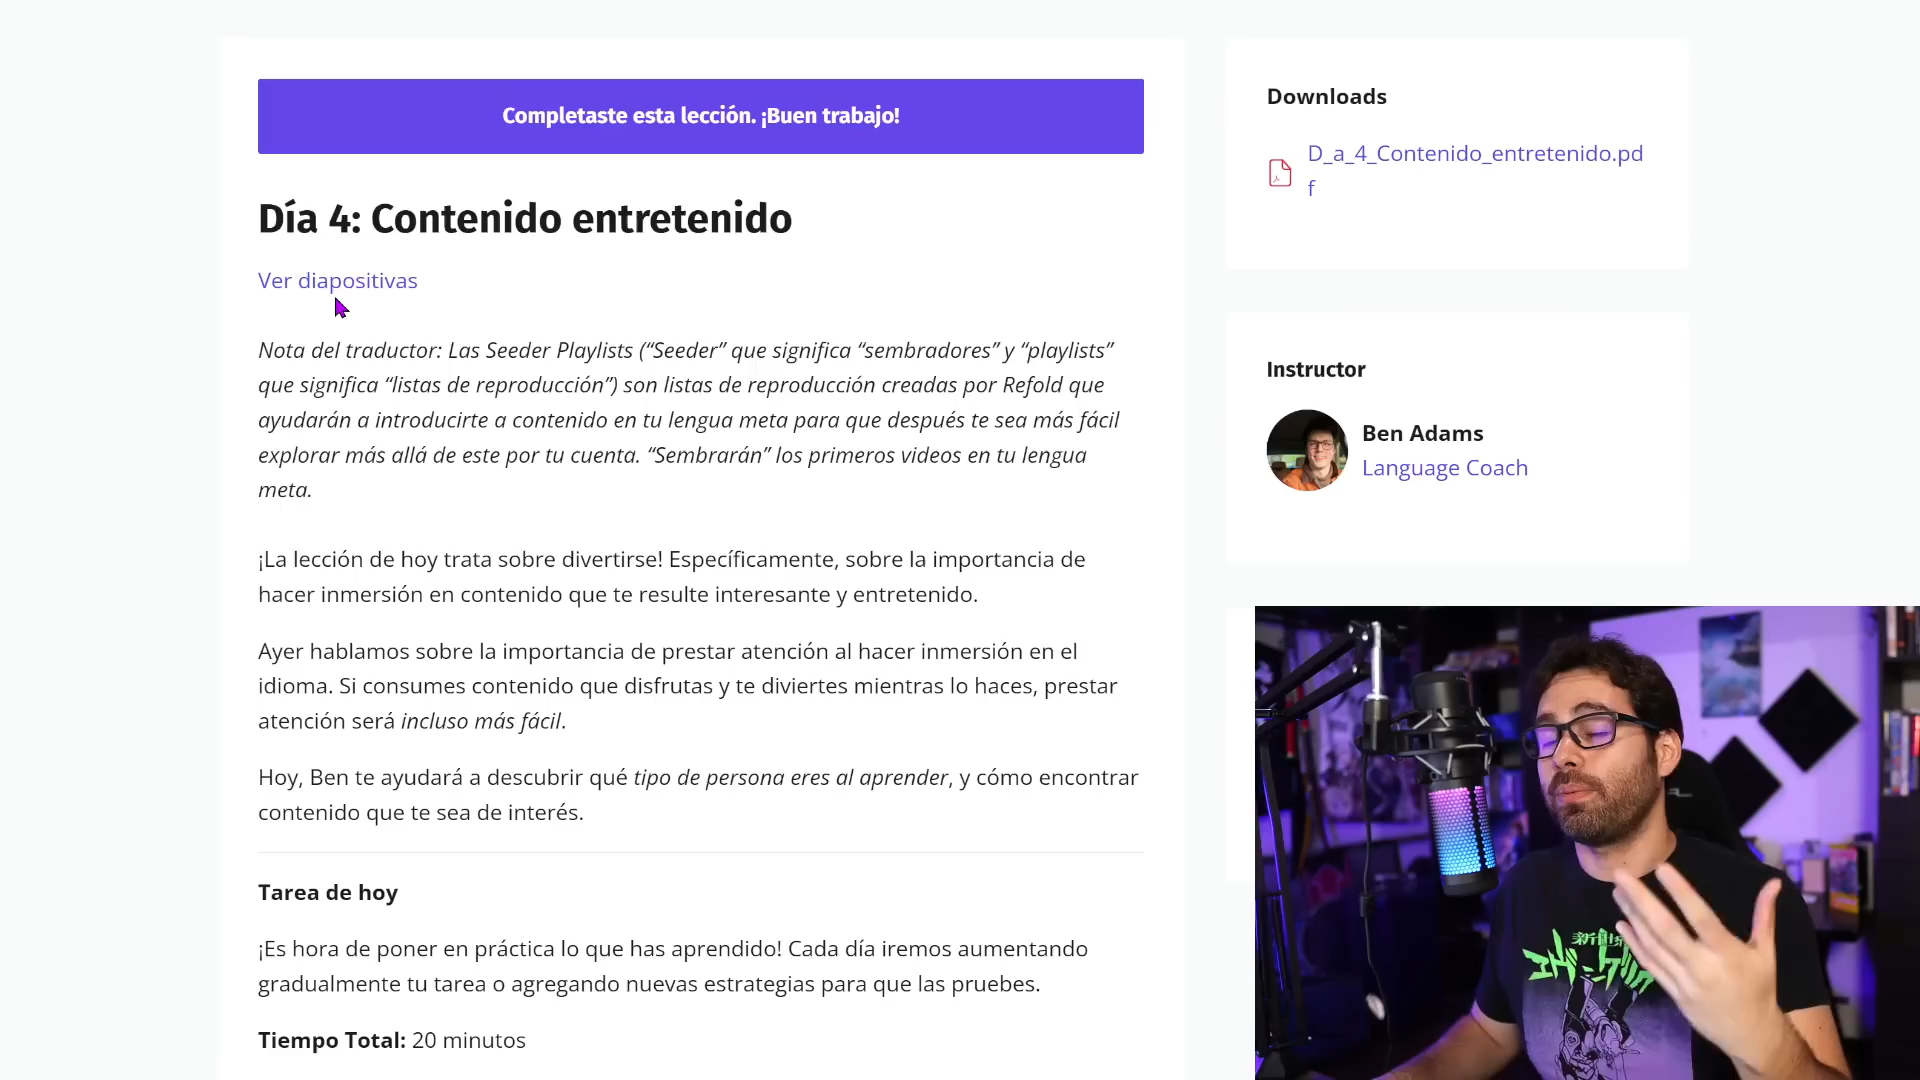 Completaste esta lección. ¡Buen trabajo!
Día 4: Contenido entretenido
Ver diapositivas
Nota del traductor: Las Seeder Playlists (“Seeder” que significa “sembradores” y “playlists”
que significa “listas de reproducción”) son listas de reproducción creadas por Refold que
ayudarán a introducirte a contenido en tu lengua meta para que después te sea más fácil
explorar más allá de este por tu cuenta. “Sembrarán” los primeros videos en tu lengua
meta.
¡La lección de hoy trata sobre divertirse! Específicamente, sobre la importancia de
hacer inmersión en contenido que te resulte interesante y entretenido.
Ayer hablamos sobre la importancia de prestar atención al hacer inmersión en el
idioma. Si consumes contenido que disfrutas y te diviertes mientras lo haces, prestar
atención será incluso más fácil.
Hoy, Ben te ayudará a descubrir qué tipo de persona eres al aprender, y cómo encontrar
contenido que te sea de interés.
Tarea de hoy
¡Es hora de poner en práctica lo que has aprendido! Cada día iremos aumentando
gradualmente tu tarea o agregando nuevas estrategias para que las pruebes.
Tiempo Total: 20 minutos
Downloads
D_a_4_Contenido_entretenido.pd
f
Instructor
Ben Adams
Language Coach